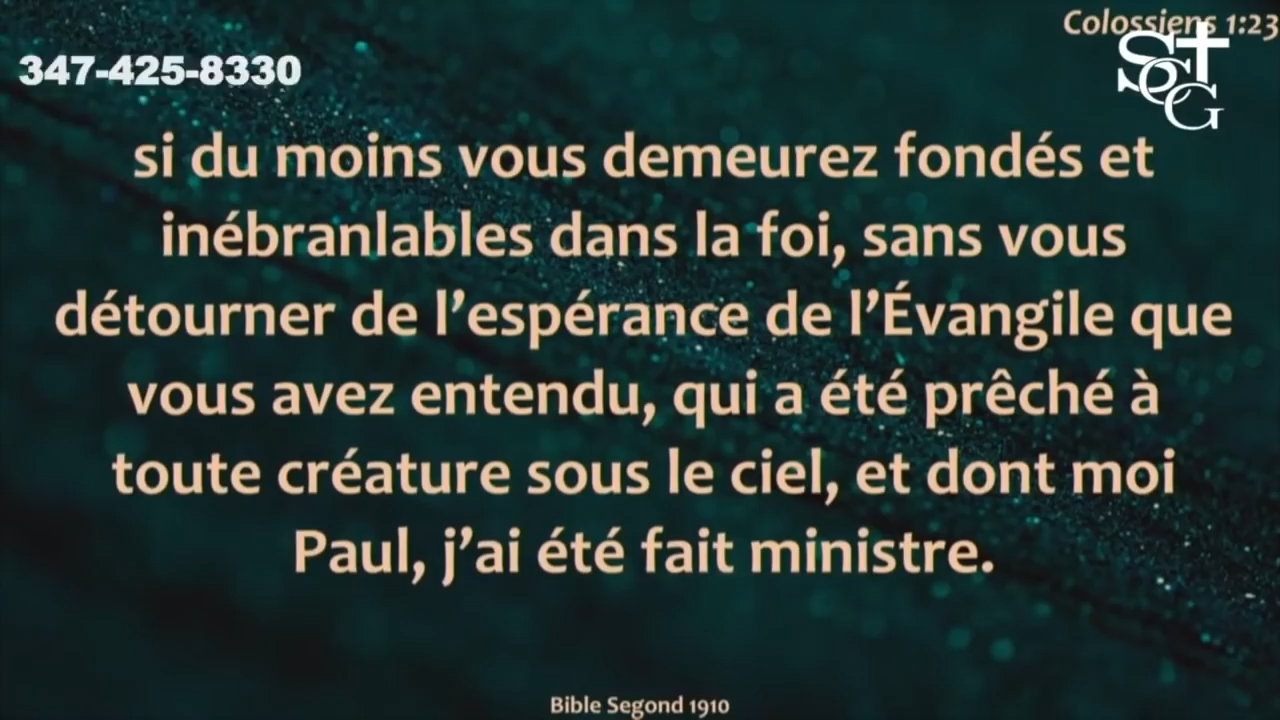 Colossiens 1:23
347-425-8330
SOCG
si du moins vous demeurez fondés et
inébranlables dans la foi, sans vous
détourner de l’espérance de l’Évangile que
vous avez entendu, qui a été prêché à
toute créature sous le ciel, et dont moi
Paul, j’ai été fait ministre.
Bible Segond 1910